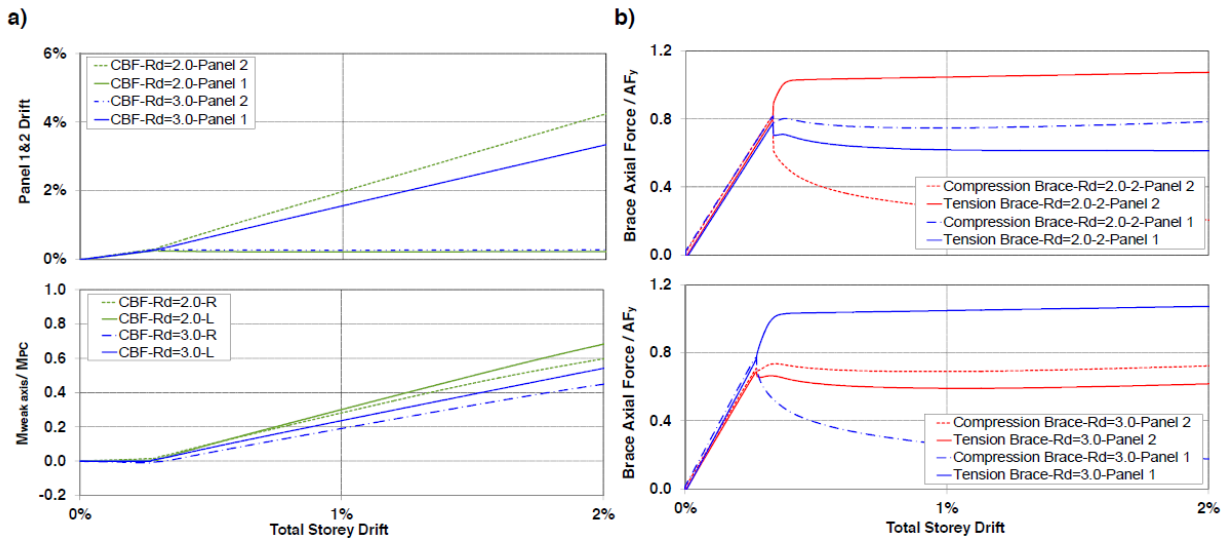 a)
6%
4%
2%
0%
Panel 1&2 Drift
CBF-Rd=2.0-Panel 2
CBF-Rd=2.0-Panel 1
CBF-Rd=3.0-Panel 2
CBF-Rd=3.0-Panel 1
1.0
0.8
0.6
0.4
0.2
0.0
-0.2
Mweak axis/ MPC
CBF-Rd=2.0-R
CBF-Rd=2.0-L
CBF-Rd=3.0-R
CBF-Rd=3.0-L
0%
1%
2%
Total Storey Drift
b)
1.2
0.8
0.4
0.0
Brace Axial Force / AFy
Compression Brace-Rd=2.0-2-Panel 2
Tension Brace-Rd=2.0-2-Panel 2
Compression Brace-Rd=2.0-2-Panel 1
Tension Brace-Rd=2.0-2-Panel 1
1.2
0.8
0.4
0.0
Brace Axial Force / AFy
Compression Brace-Rd=3.0-Panel 2
Tension Brace-Rd=3.0-Panel 2
Compression Brace-Rd=3.0-Panel 1
Tension Brace-Rd=3.0-Panel 1
0%
1%
2%
Total Storey Drift